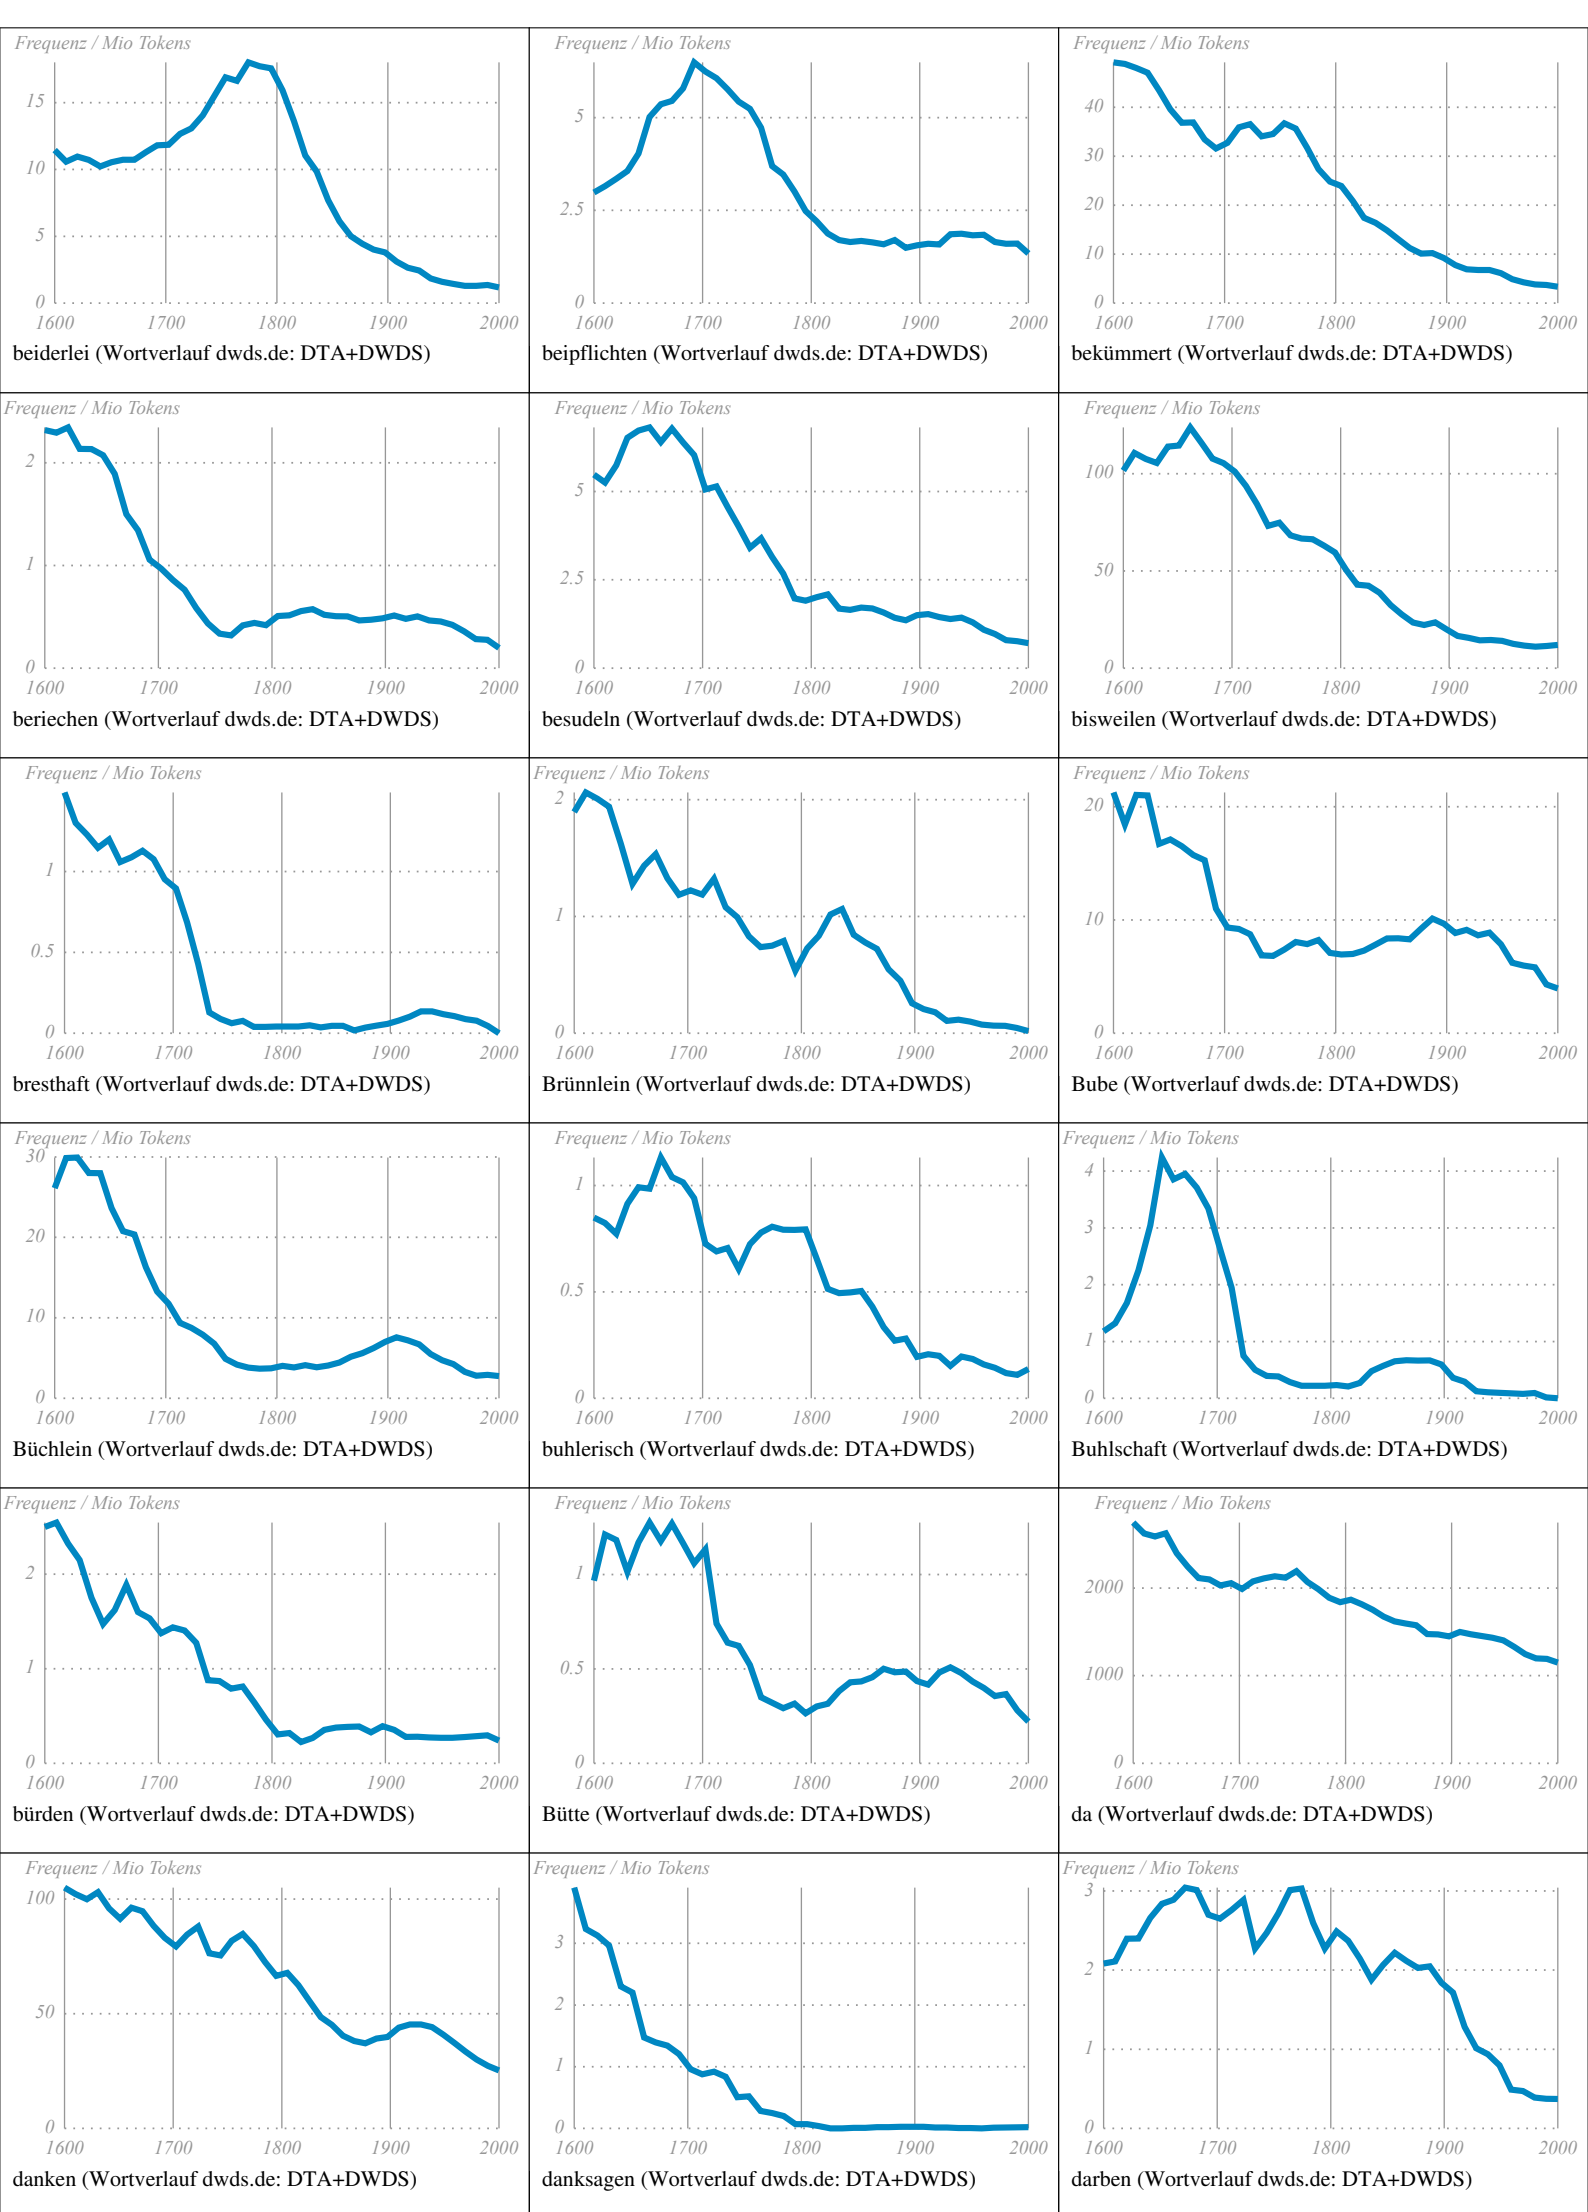 Frequenz / Mio Tokens
15
10
5
0
1600 1700 1800 1900 2000
beiderlei (Wortverlauf dwds.de: DTA+DWDS)
Frequenz / Mio Tokens
5
2.5
0
1600 1700 1800 1900 2000
beipflichten (Wortverlauf dwds.de: DTA+DWDS)
Frequenz / Mio Tokens
40
30
20
10
0
1600 1700 1800 1900 2000
bekümmert (Wortverlauf dwds.de: DTA+DWDS)
Frequenz / Mio Tokens
2
1
0
1600 1700 1800 1900 2000
beriechen (Wortverlauf dwds.de: DTA+DWDS)
Frequenz / Mio Tokens
5
2.5
0
1600 1700 1800 1900 2000
besudeln (Wortverlauf dwds.de: DTA+DWDS)
Frequenz / Mio Tokens
100
50
0
1600 1700 1800 1900 2000
bisweilen (Wortverlauf dwds.de: DTA+DWDS)
Frequenz / Mio Tokens
1
0.5
0
1600 1700 1800 1900 2000
bresthaft (Wortverlauf dwds.de: DTA+DWDS)
Frequenz / Mio Tokens
2
1
0
1600 1700 1800 1900 2000
Brünnlein (Wortverlauf dwds.de: DTA+DWDS)
Frequenz / Mio Tokens
20
10
0
1600 1700 1800 1900 2000
Bube (Wortverlauf dwds.de: DTA+DWDS)
Frequenz / Mio Tokens
30
20
10
0
1600 1700 1800 1900 2000
Büchlein (Wortverlauf dwds.de: DTA+DWDS)
Frequenz / Mio Tokens
1
0.5
0
1600 1700 1800 1900 2000
buhlerisch (Wortverlauf dwds.de: DTA+DWDS)
Frequenz / Mio Tokens
4
3
2
1
0
1600 1700 1800 1900 2000
Buhlschaft (Wortverlauf dwds.de: DTA+DWDS)
Frequenz / Mio Tokens
2
1
0
1600 1700 1800 1900 2000
bürden (Wortverlauf dwds.de: DTA+DWDS)
Frequenz / Mio Tokens
1
0.5
0
1600 1700 1800 1900 2000
Bütte (Wortverlauf dwds.de: DTA+DWDS)
Frequenz / Mio Tokens
2000
1000
0
1600 1700 1800 1900 2000
da (Wortverlauf dwds.de: DTA+DWDS)
Frequenz / Mio Tokens
100
50
0
1600 1700 1800 1900 2000
danken (Wortverlauf dwds.de: DTA+DWDS)
Frequenz / Mio Tokens
3
2
1
0
1600 1700 1800 1900 2000
danksagen (Wortverlauf dwds.de: DTA+DWDS)
Frequenz / Mio Tokens
3
2
1
0
1600 1700 1800 1900 2000
darben (Wortverlauf dwds.de: DTA+DWDS)